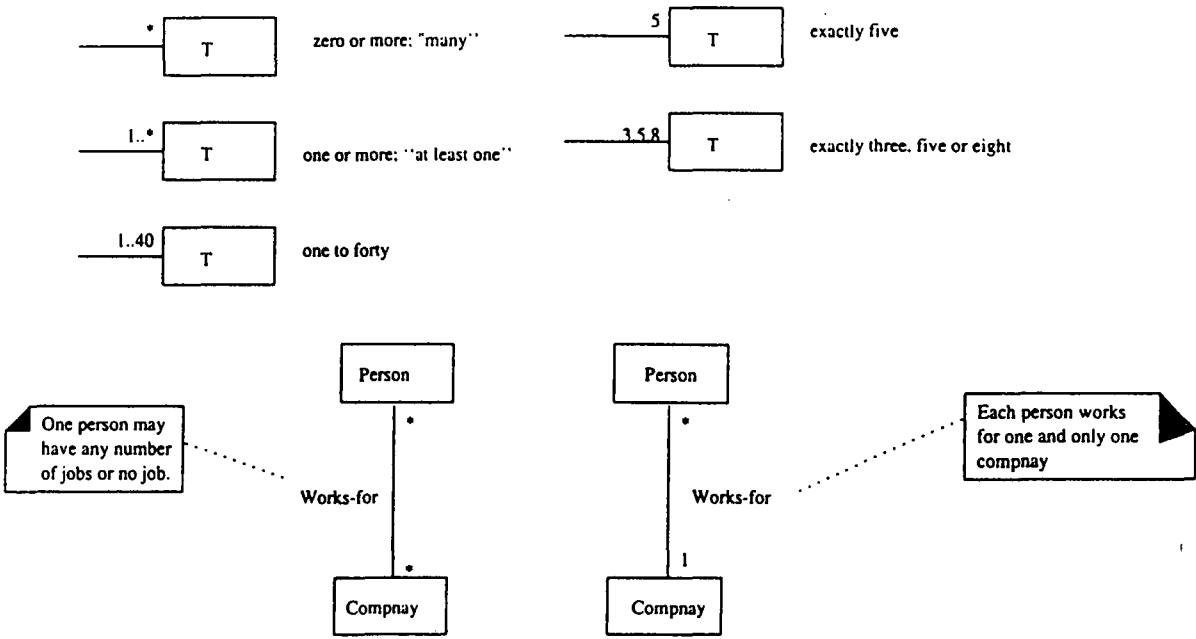 *
T
zero or more; "many"
5
T
exactly five
1..*
T
one or more; "at least one"
3,5,8
T
exactly three, five or eight
1..40
T
one to forty
Person
*
Works-for
*
Compnay
One person may
have any number
of jobs or no job.
Person
*
Works-for
1
Compnay
Each person works
for one and only one
compnay